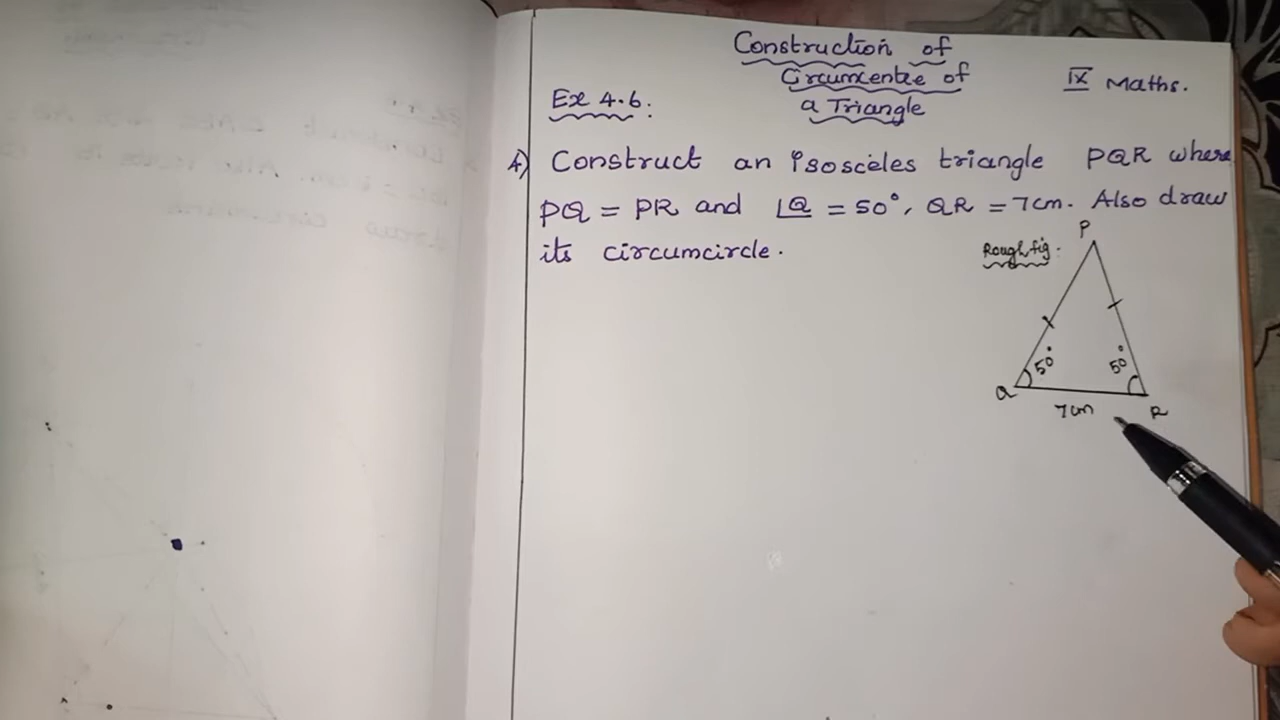 Construction of
Circumcentre of
a Triangle
IX Maths.
Ex 4.6.
4) Construct an isosceles triangle PQR where
PQ = PR and ∠Q = 50°, QR = 7cm. Also draw
its circumcircle.
Rough fig:
P
50° 50°
Q R
7cm